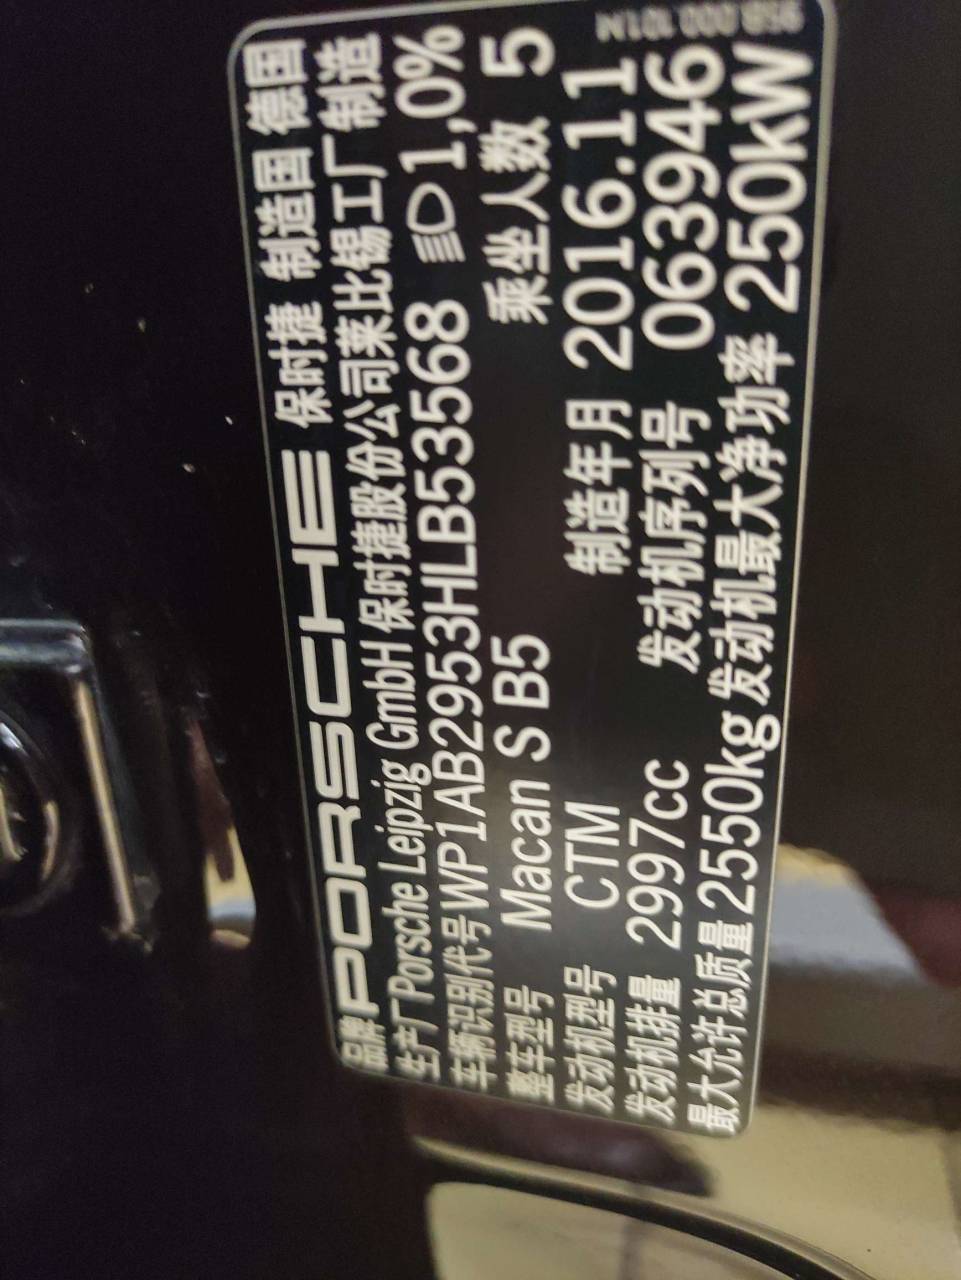 95B.000.101N
品牌 PORSCHE 保时捷 制造国 德国
生产厂 Porsche Leipzig GmbH 保时捷股份公司莱比锡工厂制造
车辆识别代号 WP1AB2953HLB53568 1,0%
整车型号 Macan S B5 乘坐人数 5
发动机型号 CTM 制造年月 2016.11
发动机排量 2997cc 发动机序列号 063946
最大允许总质量 2550kg 发动机最大净功率 250kW